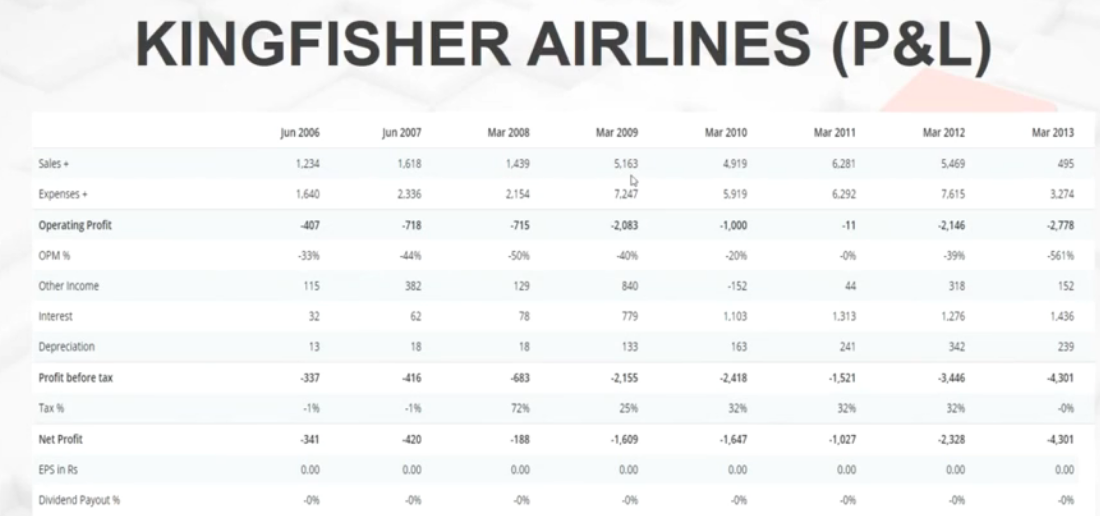 KINGFISHER AIRLINES (P&L)
Jun 2006 Jun 2007 Mar 2008 Mar 2009 Mar 2010 Mar 2011 Mar 2012 Mar 2013
Sales + 1,234 1,618 1,439 5,163 4,919 6,281 5,469 495
Expenses + 1,640 2,336 2,154 7,247 5,919 6,292 7,615 3,274
Operating Profit -407 -718 -715 -2,083 -1,000 -11 -2,146 -2,778
OPM % -33% -44% -50% -40% -20% -0% -39% -561%
Other Income 115 382 129 840 -152 44 318 152
Interest 32 62 78 779 1,103 1,313 1,276 1,436
Depreciation 13 18 18 133 163 241 342 239
Profit before tax -337 -416 -683 -2,155 -2,418 -1,521 -3,446 -4,301
Tax % -1% -1% 72% 25% 32% 32% 32% -0%
Net Profit -341 -420 -188 -1,609 -1,647 -1,027 -2,328 -4,301
EPS in Rs 0.00 0.00 0.00 0.00 0.00 0.00 0.00 0.00
Dividend Payout % -0% -0% -0% -0% -0% -0% -0% -0%